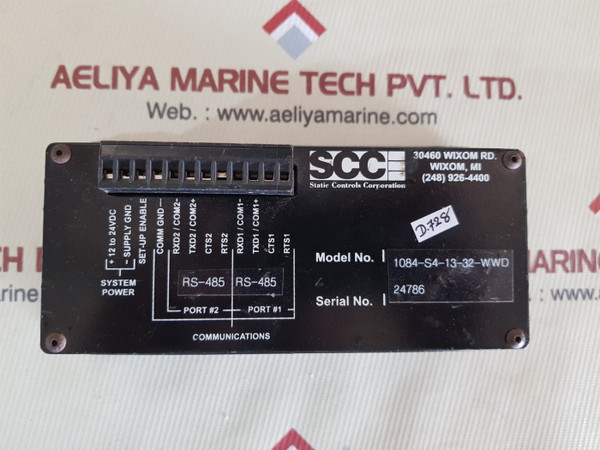 AELIYA MARINE TECH PVT. LTD.
Web. : www.aeliyamarine.com
SCC
Static Controls Corporation
30460 WIXOM RD.
WIXOM, MI
(248) 926-4400
D.728
+ 12 to 24VDC
− SUPPLY GND
SET-UP ENABLE
COMM GND
RXD2 / COM2-
TXD2 / COM2+
CTS2
RTS2
RXD1 / COM1-
TXD1 / COM1+
CTS1
RTS1
SYSTEM
POWER
RS-485
RS-485
PORT #2
PORT #1
COMMUNICATIONS
Model No.
1084-S4-13-32-WWD
Serial No.
24786